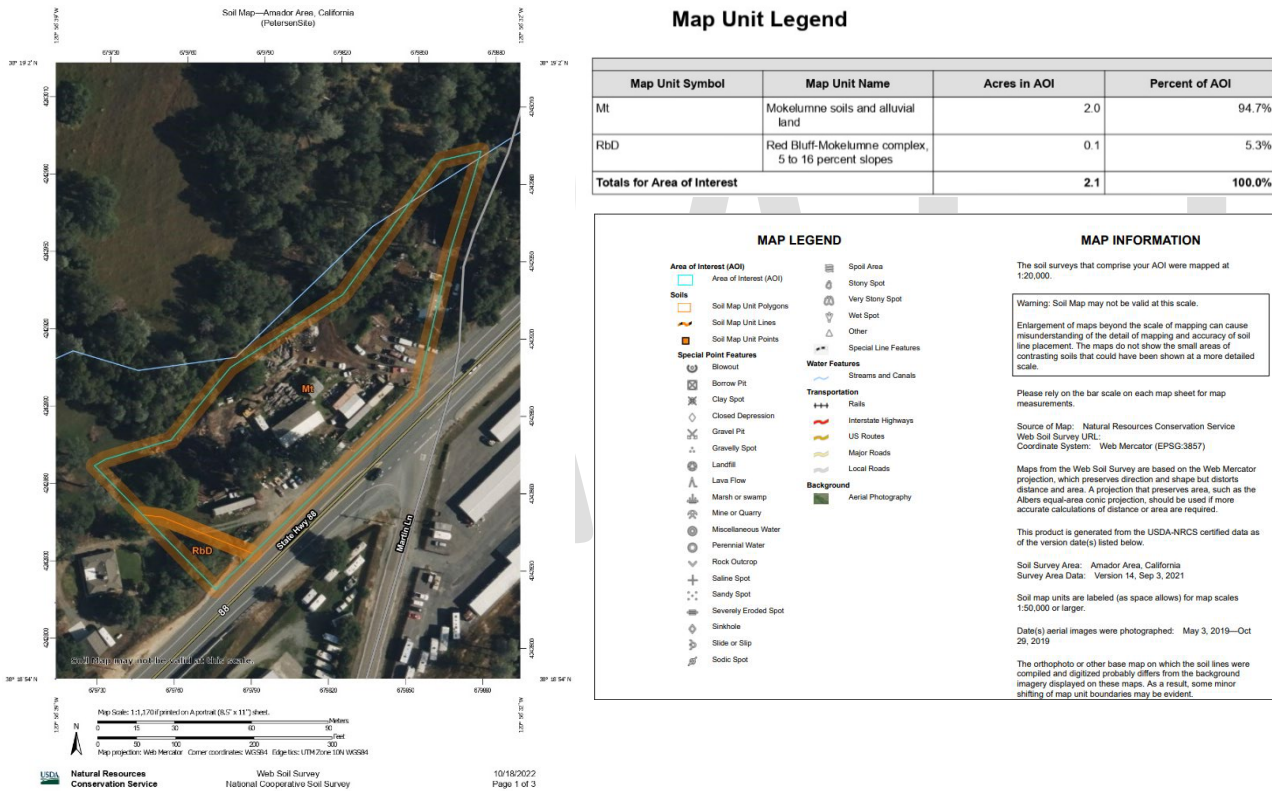 Soil Map—Amador Area, California
(PetersenSite)
38° 19' 2" N
38° 19' 2" N
Mt
RbD
State Hwy 88
88
Martin Ln
Soil Map may not be valid at this scale.
38° 18' 54" N
38° 18' 54" N
Map Scale: 1:1,170 if printed on A portrait (8.5" x 11") sheet.
Meters
0 15 30 60 90
Feet
0 50 100 200 300
N
Map projection: Web Mercator Corner coordinates: WGS84 Edge tics: UTM Zone 10N WGS84
USDA Natural Resources Conservation Service
Web Soil Survey
National Cooperative Soil Survey
10/18/2022
Page 1 of 3
Map Unit Legend
Map Unit Symbol Map Unit Name Acres in AOI Percent of AOI
Mt Mokelumne soils and alluvial land 2.0 94.7%
RbD Red Bluff-Mokelumne complex, 5 to 16 percent slopes 0.1 5.3%
Totals for Area of Interest 2.1 100.0%
MAP LEGEND
Area of Interest (AOI)
Area of Interest (AOI)
Soils
Soil Map Unit Polygons
Soil Map Unit Lines
Soil Map Unit Points
Special Point Features
Blowout
Borrow Pit
Clay Spot
Closed Depression
Gravel Pit
Gravelly Spot
Landfill
Lava Flow
Marsh or swamp
Mine or Quarry
Miscellaneous Water
Perennial Water
Rock Outcrop
Saline Spot
Sandy Spot
Severely Eroded Spot
Sinkhole
Slide or Slip
Sodic Spot
Spoil Area
Stony Spot
Very Stony Spot
Wet Spot
Other
Special Line Features
Water Features
Streams and Canals
Transportation
Rails
Interstate Highways
US Routes
Major Roads
Local Roads
Background
Aerial Photography
MAP INFORMATION
The soil surveys that comprise your AOI were mapped at
1:20,000.
Warning: Soil Map may not be valid at this scale.
Enlargement of maps beyond the scale of mapping can cause
misunderstanding of the detail of mapping and accuracy of soil
line placement. The maps do not show the small areas of
contrasting soils that could have been shown at a more detailed
scale.
Please rely on the bar scale on each map sheet for map
measurements.
Source of Map: Natural Resources Conservation Service
Web Soil Survey URL:
Coordinate System: Web Mercator (EPSG:3857)
Maps from the Web Soil Survey are based on the Web Mercator
projection, which preserves direction and shape but distorts
distance and area. A projection that preserves area, such as the
Albers equal-area conic projection, should be used if more
accurate calculations of distance or area are required.
This product is generated from the USDA-NRCS certified data as
of the version date(s) listed below.
Soil Survey Area: Amador Area, California
Survey Area Data: Version 14, Sep 3, 2021
Soil map units are labeled (as space allows) for map scales
1:50,000 or larger.
Date(s) aerial images were photographed: May 3, 2019—Oct
29, 2019
The orthophoto or other base map on which the soil lines were
compiled and digitized probably differs from the background
imagery displayed on these maps. As a result, some minor
shifting of map unit boundaries may be evident.